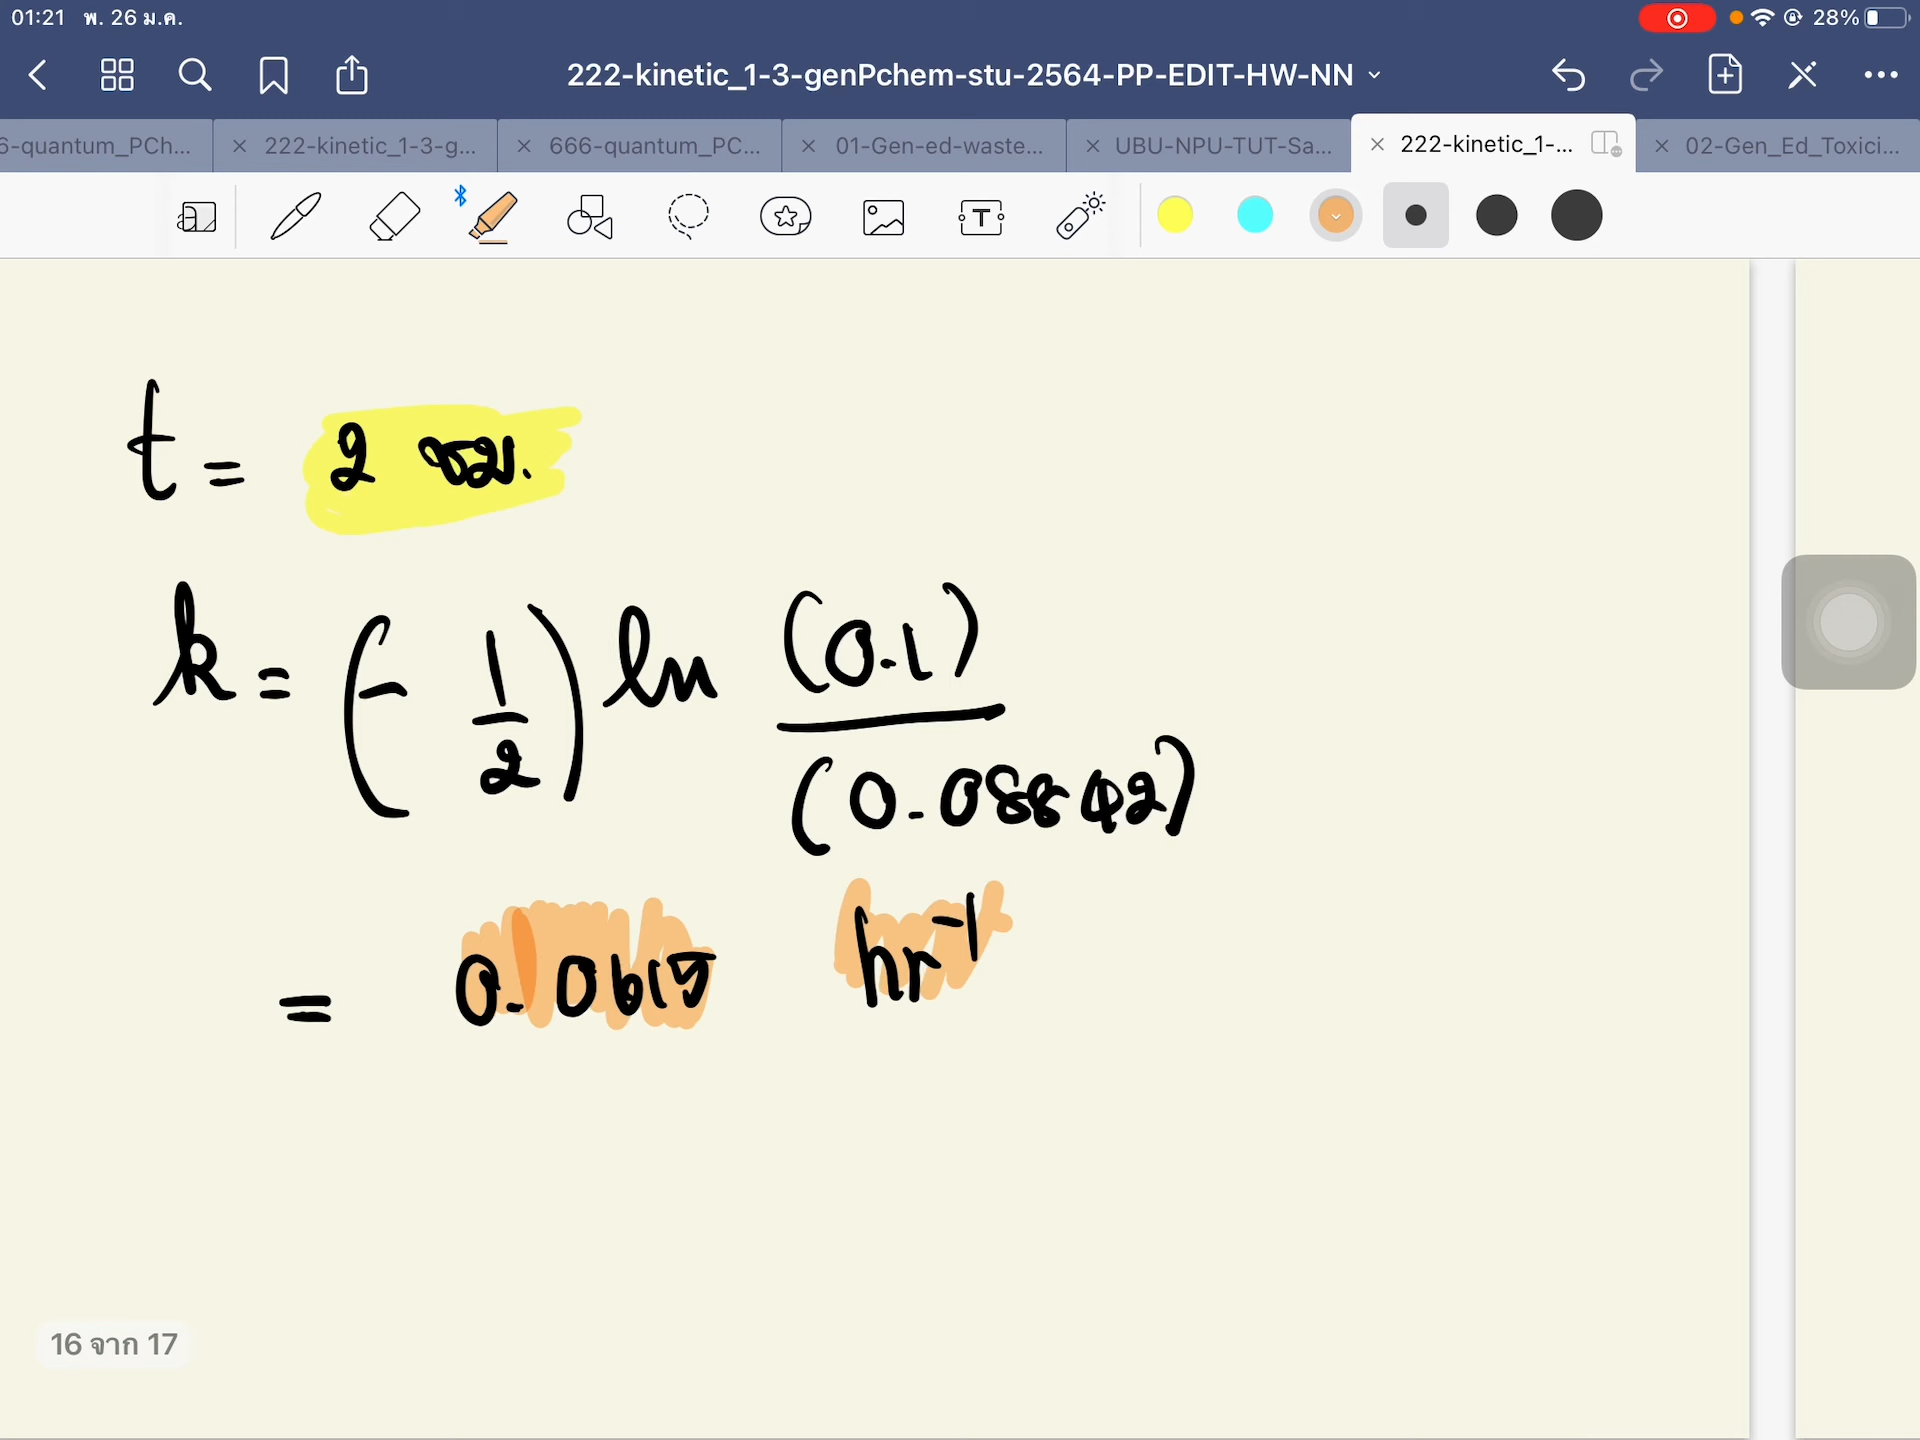 01:21 พ. 26 ม.ค. 28%
222-kinetic_1-3-genPchem-stu-2564-PP-EDIT-HW-NN
6-quantum_PCh... 222-kinetic_1-3-g... 666-quantum_PC... 01-Gen-ed-waste... UBU-NPU-TUT-Sa... 222-kinetic_1-... 02-Gen_Ed_Toxici...
t = 2 ชม.
k = (- 1/2) ln (0.1)/(0.08842)
= 0.0615 hr⁻¹
16 จาก 17